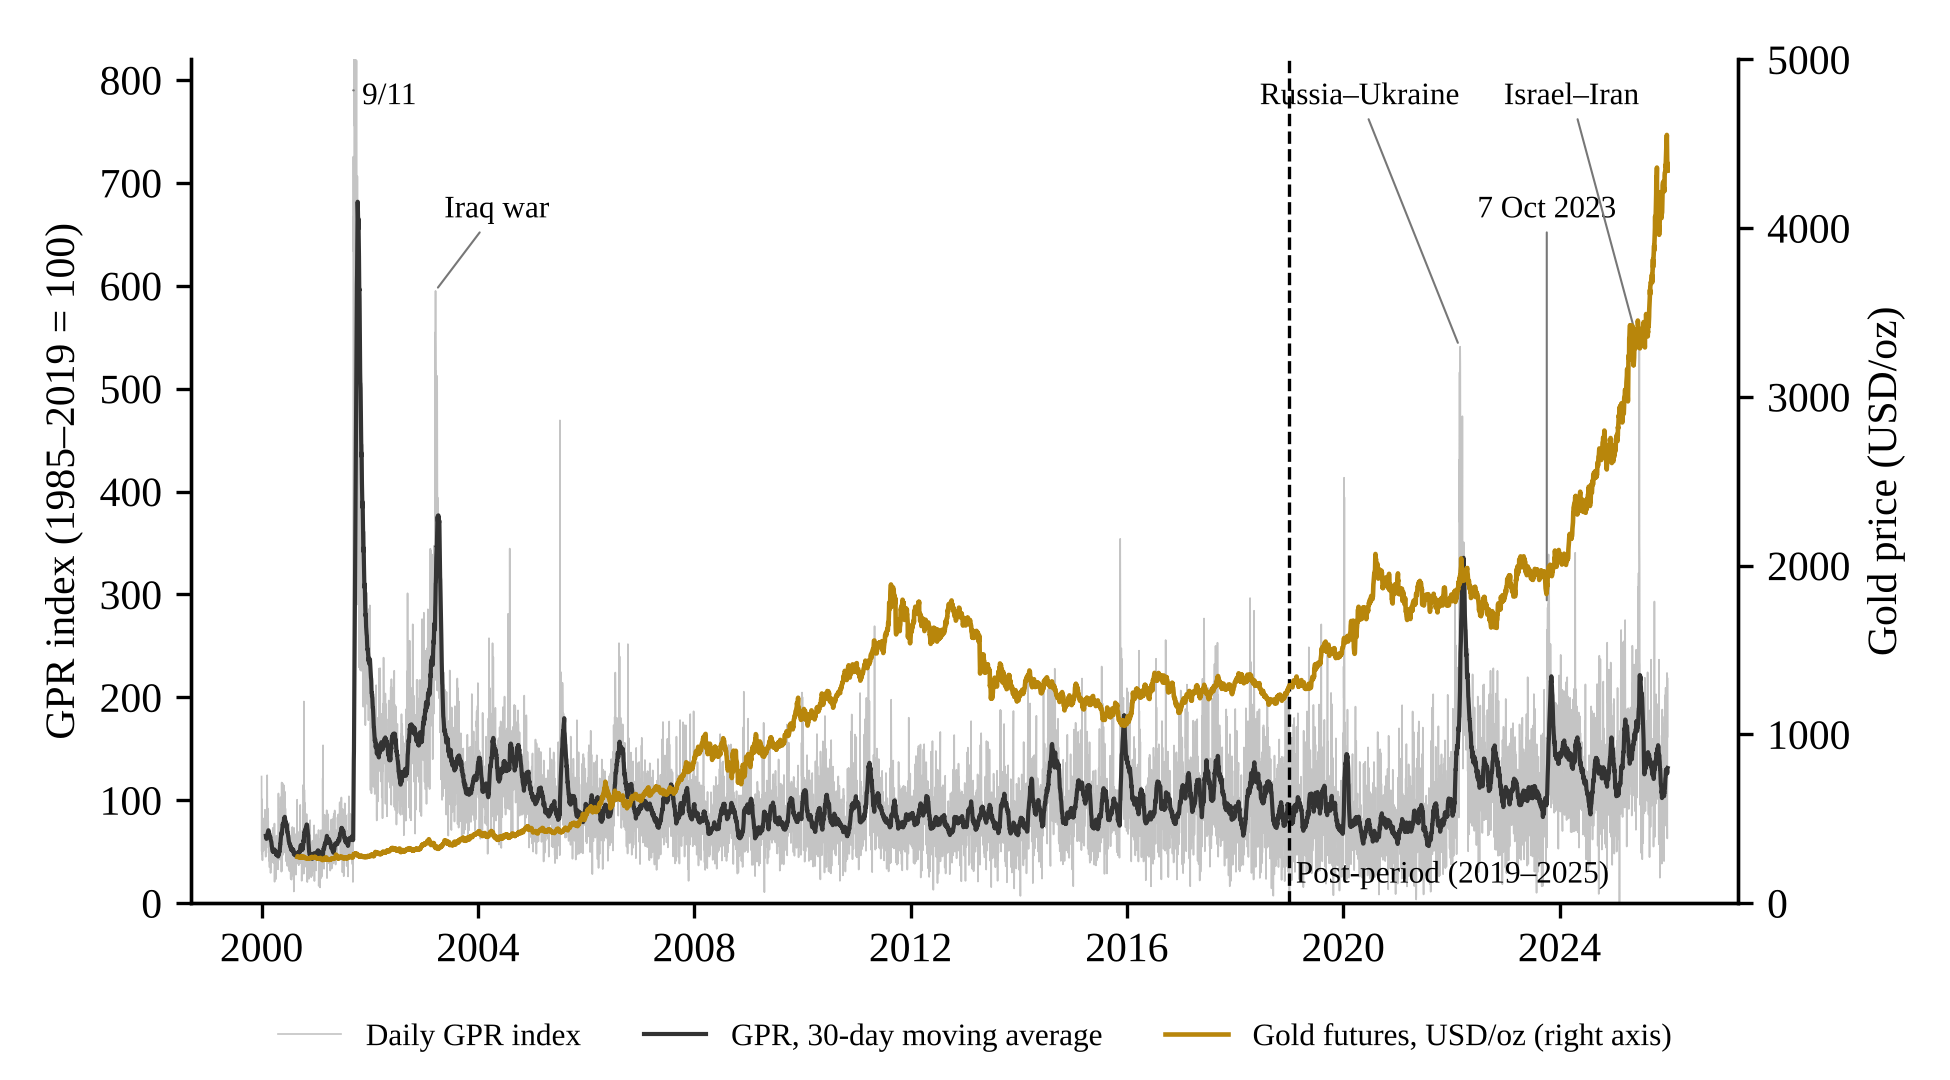 800
700
600
500
400
300
200
100
0
GPR index (1985–2019 = 100)
5000
4000
3000
2000
1000
0
Gold price (USD/oz)
9/11
Iraq war
Russia–Ukraine
Israel–Iran
7 Oct 2023
Post-period (2019–2025)
2000 2004 2008 2012 2016 2020 2024
Daily GPR index GPR, 30-day moving average Gold futures, USD/oz (right axis)